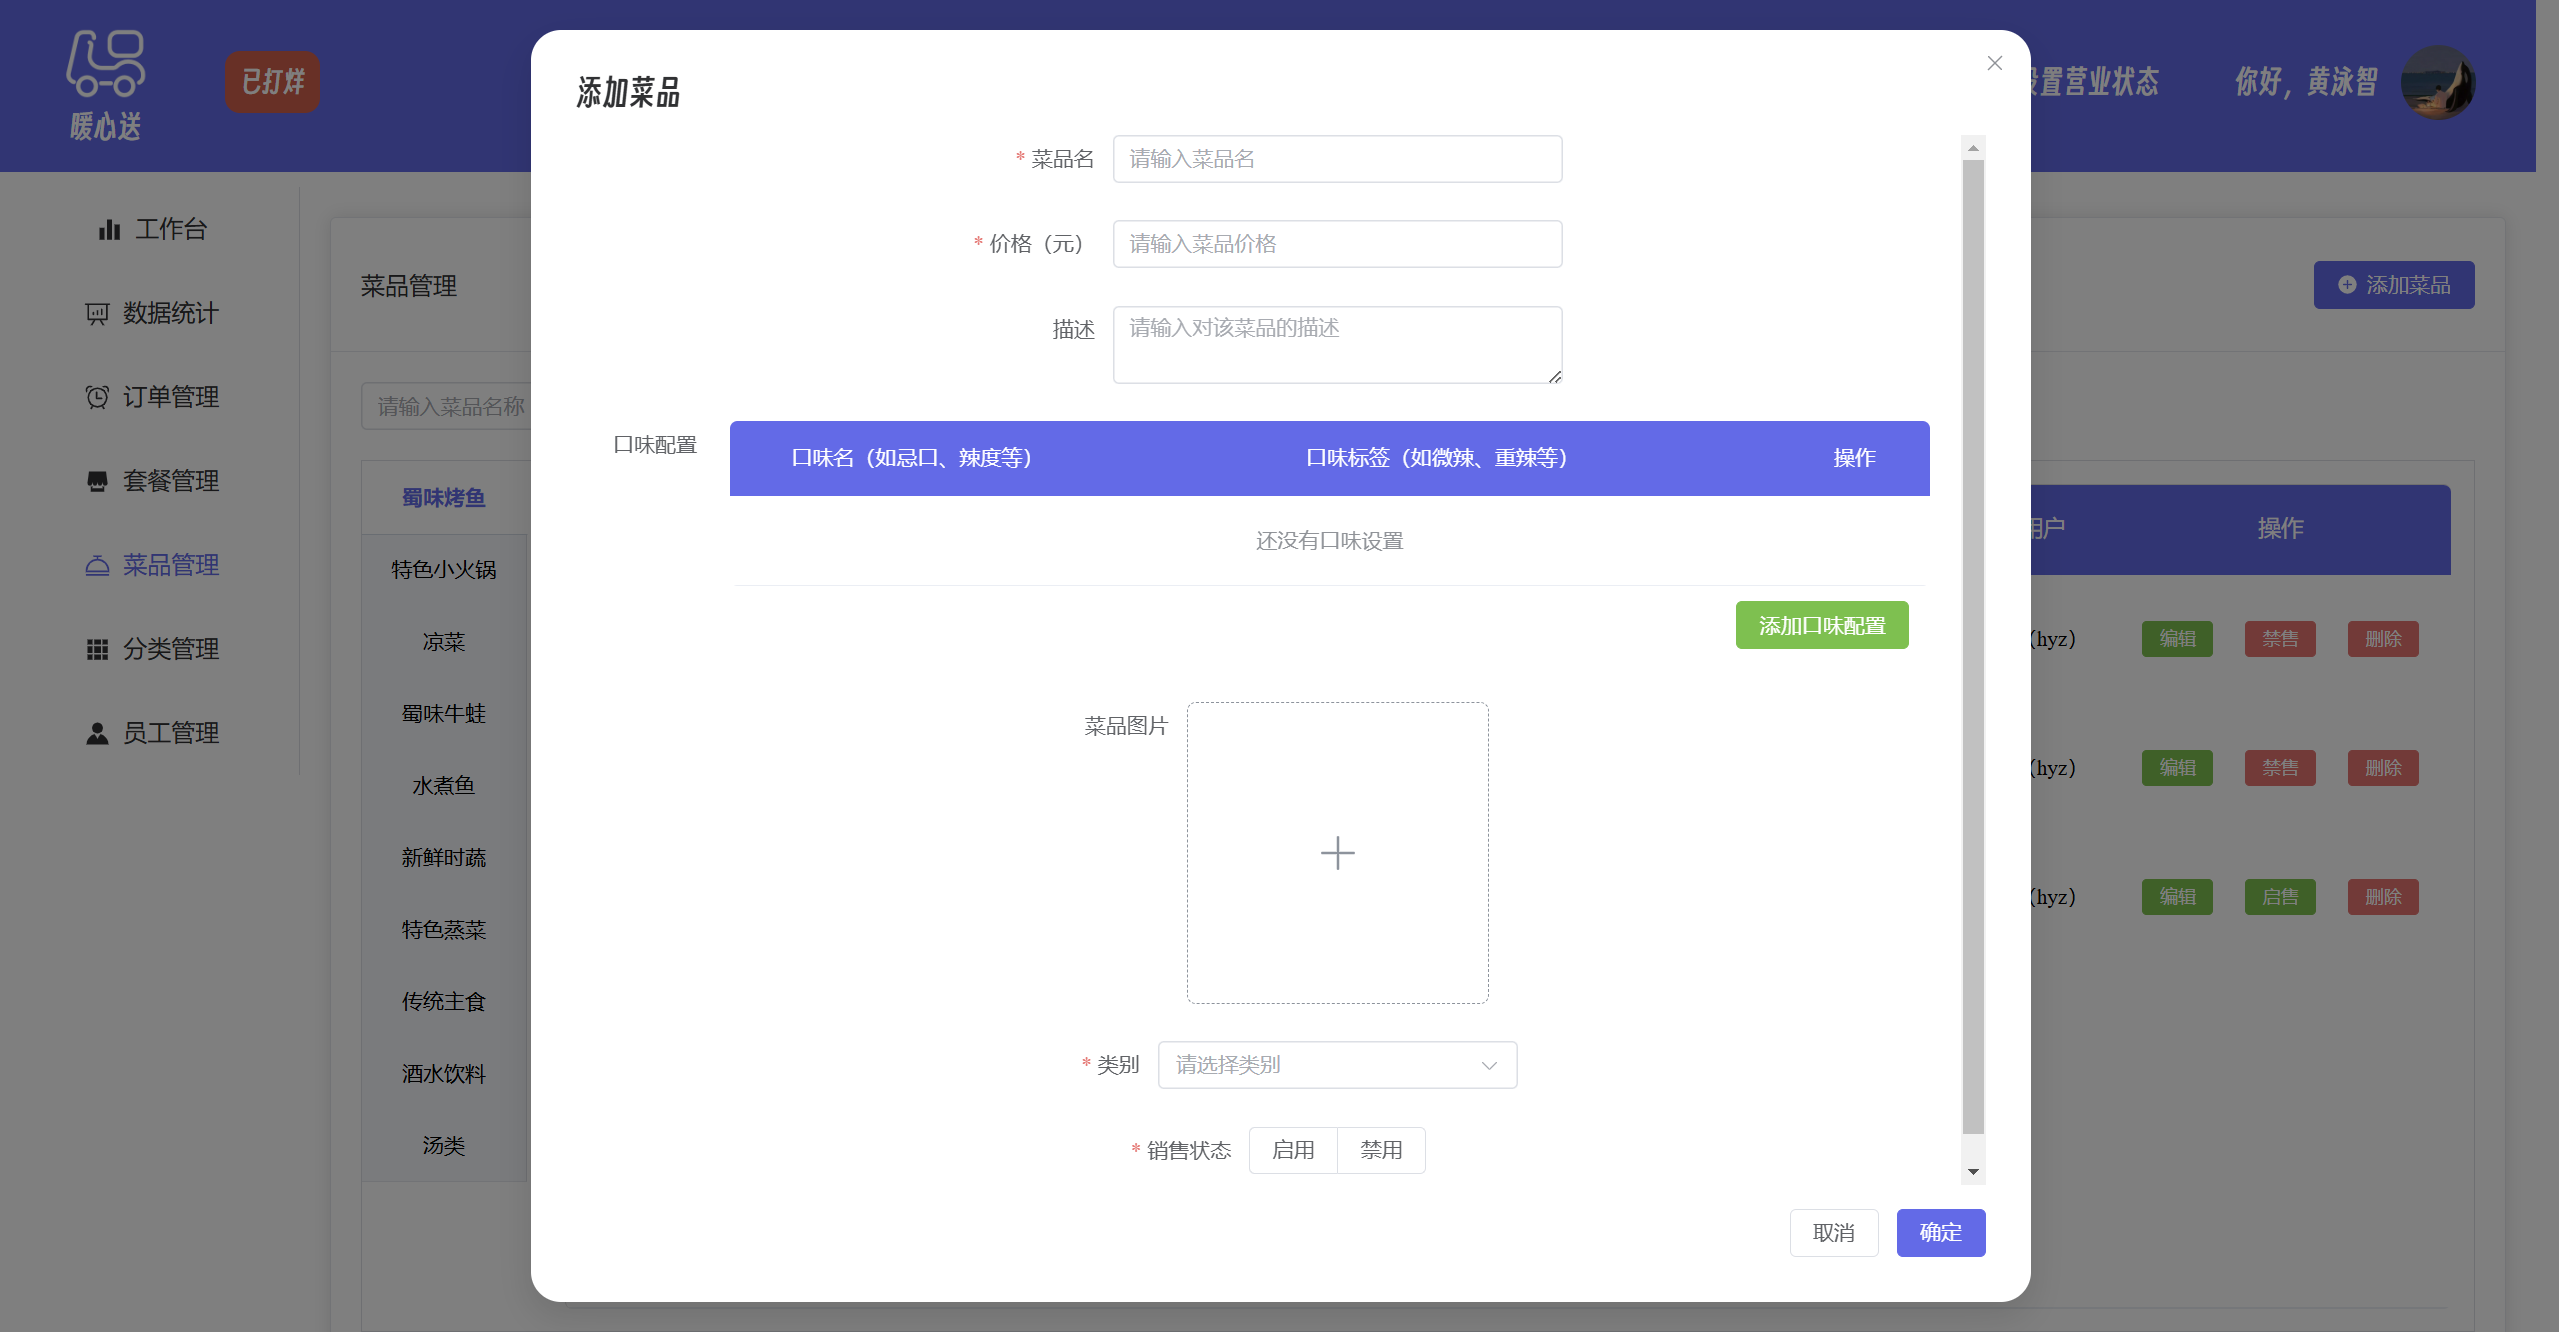 暖心送
已打烊
设置营业状态
你好，黄泳智
工作台
数据统计
订单管理
套餐管理
菜品管理
分类管理
员工管理
菜品管理
添加菜品
请输入菜品名称
蜀味烤鱼
特色小火锅
凉菜
蜀味牛蛙
水煮鱼
新鲜时蔬
特色蒸菜
传统主食
酒水饮料
汤类
用户
操作
(hyz)
编辑
禁售
删除
(hyz)
编辑
禁售
删除
(hyz)
编辑
启售
删除
添加菜品
* 菜品名
请输入菜品名
* 价格（元）
请输入菜品价格
描述
请输入对该菜品的描述
口味配置
口味名（如忌口、辣度等）
口味标签（如微辣、重辣等）
操作
还没有口味设置
添加口味配置
菜品图片
* 类别
请选择类别
* 销售状态
启用
禁用
取消
确定